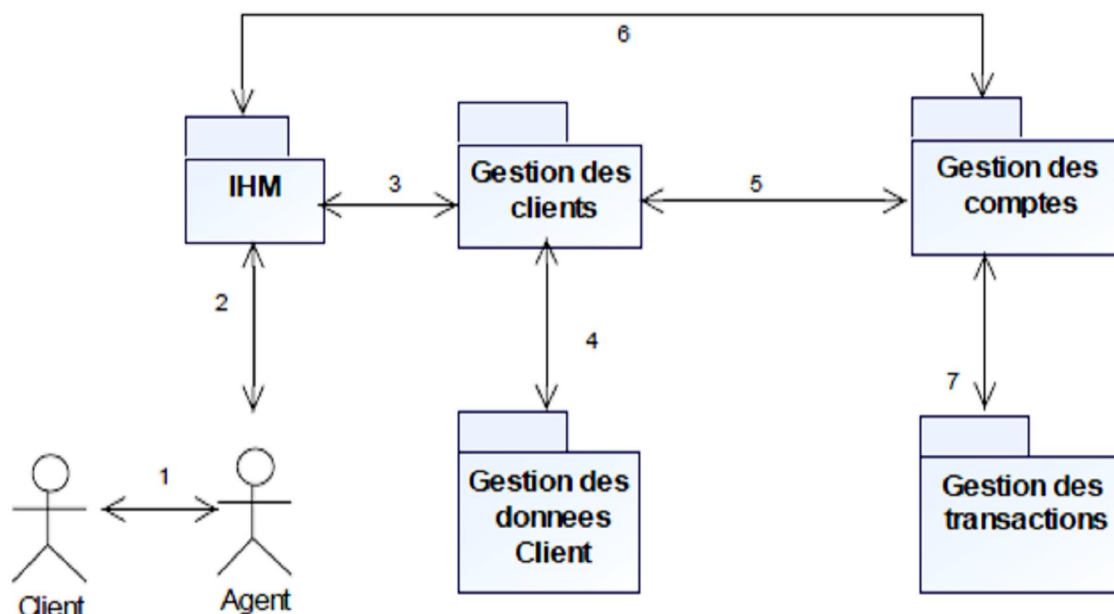 6
IHM
3
Gestion des
clients
5
Gestion des
comptes
2
4
7
1
Client
Agent
Gestion des
donnees
Client
Gestion des
transactions